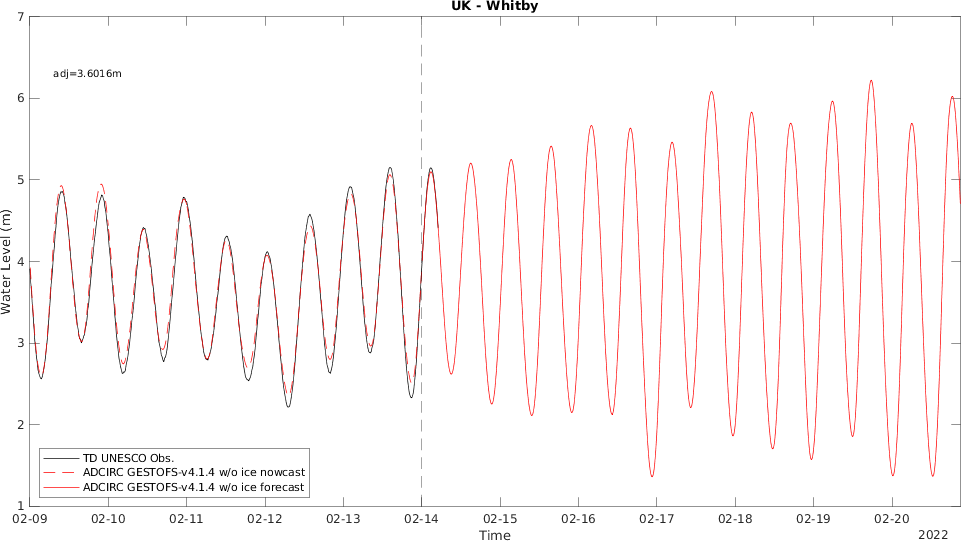 UK - Whitby
adj=3.6016m
7
6
5
4
3
2
1
Water Level (m)
TD UNESCO Obs.
ADCIRC GESTOFS-v4.1.4 w/o ice nowcast
ADCIRC GESTOFS-v4.1.4 w/o ice forecast
02-09 02-10 02-11 02-12 02-13 02-14 02-15 02-16 02-17 02-18 02-19 02-20
Time
2022